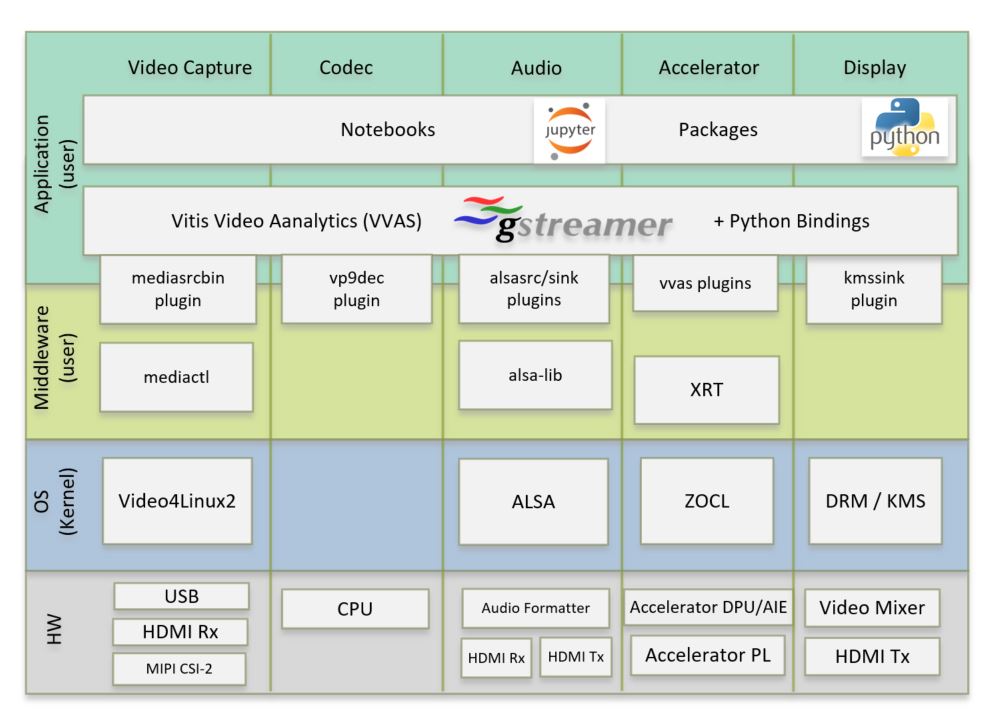 Video Capture Codec Audio Accelerator Display
Application
(user)
Notebooks jupyter Packages python
Vitis Video Aanalytics (VVAS) gstreamer + Python Bindings
mediasrcbin
plugin
vp9dec
plugin
alsasrc/sink
plugins
vvas plugins
kmssink
plugin
Middleware
(user)
mediactl
alsa-lib
XRT
OS
(Kernel)
Video4Linux2
ALSA
ZOCL
DRM / KMS
HW
USB
HDMI Rx
MIPI CSI-2
CPU
Audio Formatter
HDMI Rx HDMI Tx
Accelerator DPU/AIE
Accelerator PL
Video Mixer
HDMI Tx